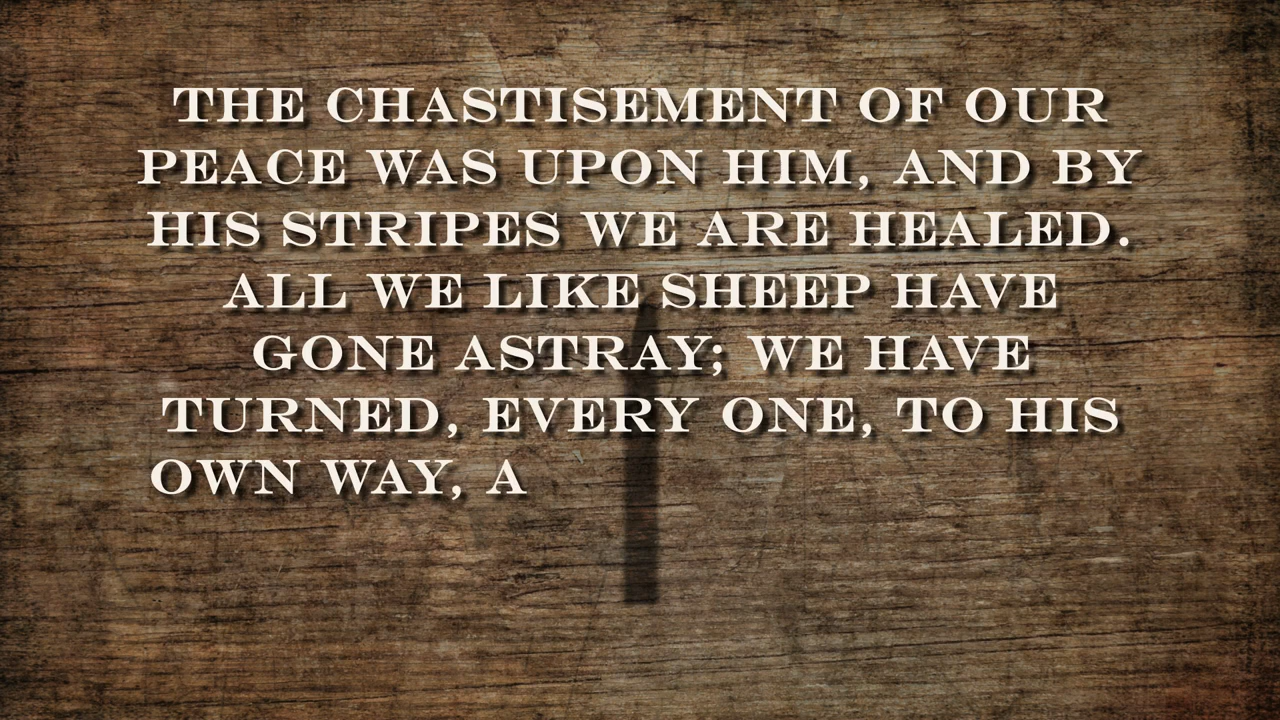 THE CHASTISEMENT OF OUR
PEACE WAS UPON HIM, AND BY
HIS STRIPES WE ARE HEALED.
ALL WE LIKE SHEEP HAVE
GONE ASTRAY; WE HAVE
TURNED, EVERY ONE, TO HIS
OWN WAY, A